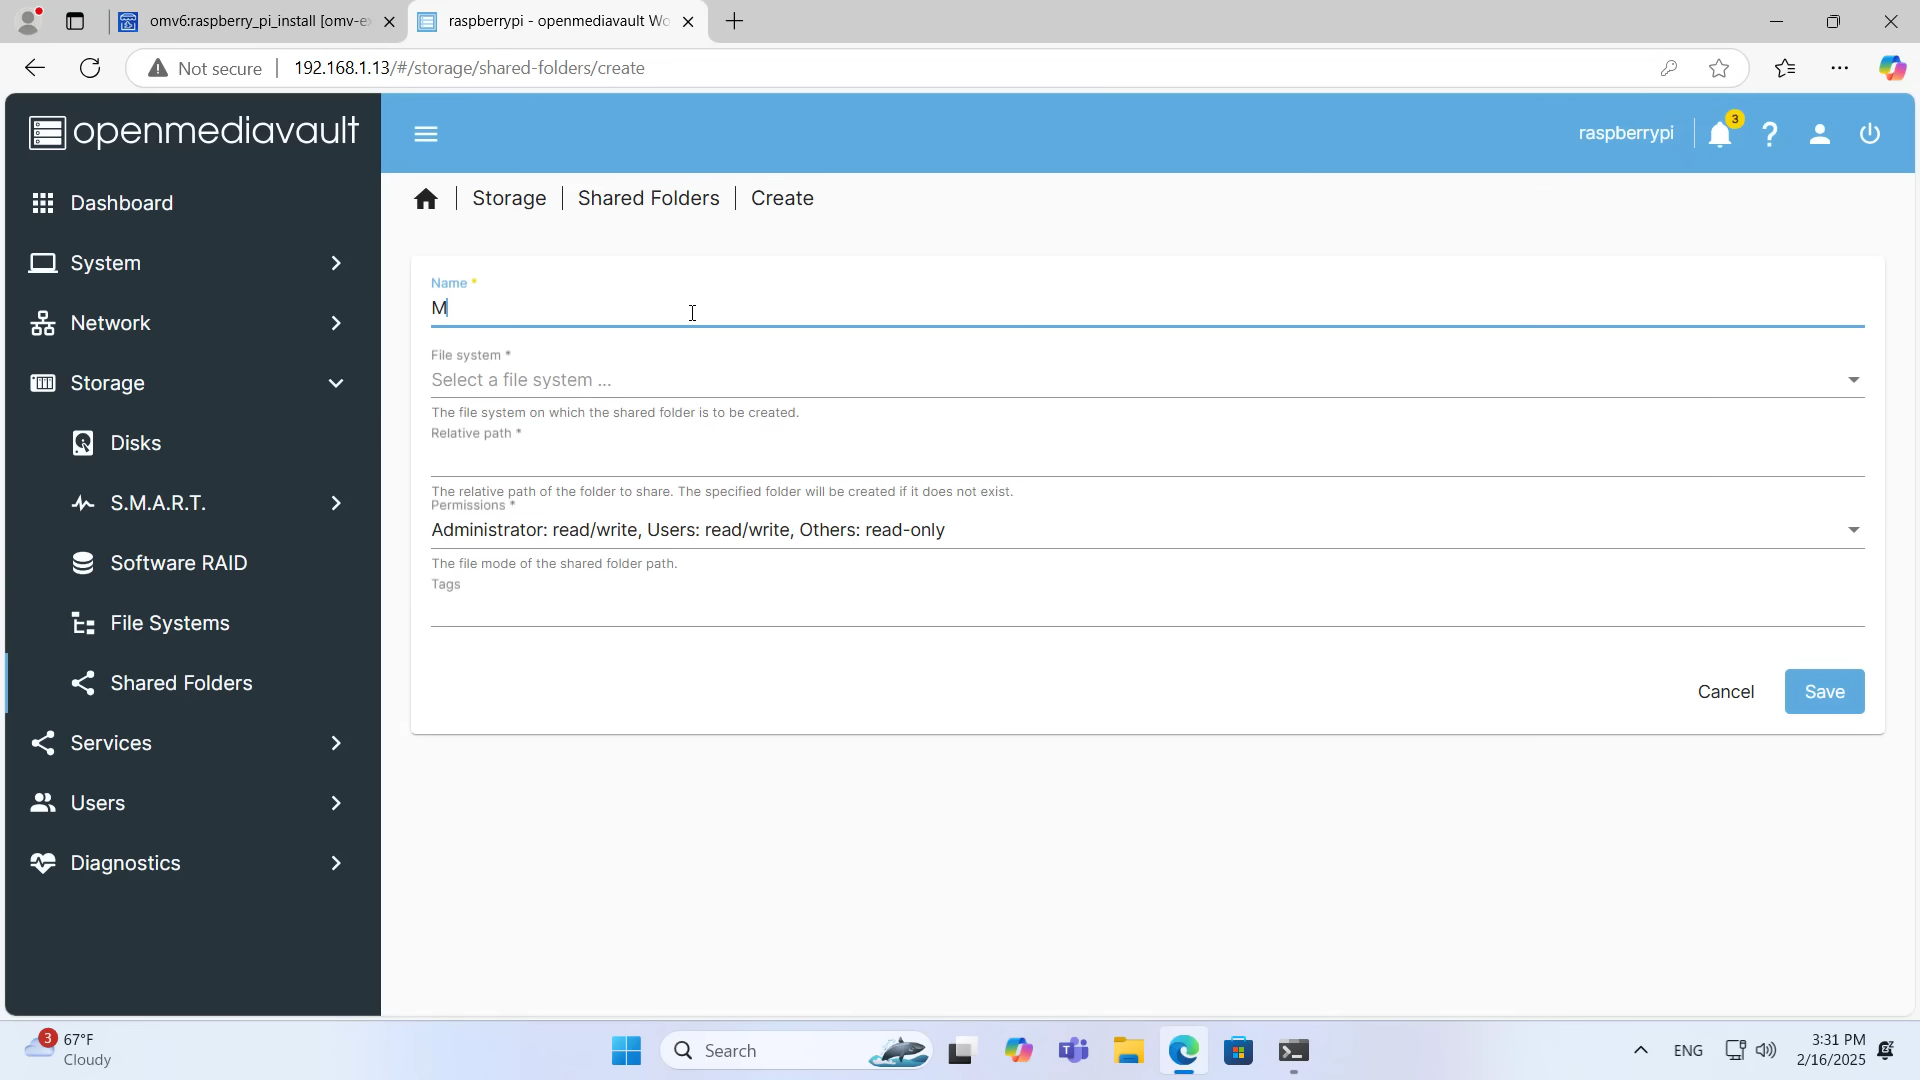 omv6:raspberry_pi_install [omv-ex
raspberrypi - openmediavault Wo
Not secure
192.168.1.13/#/storage/shared-folders/create
openmediavault
raspberrypi
3
Dashboard
System
Network
Storage
Disks
S.M.A.R.T.
Software RAID
File Systems
Shared Folders
Services
Users
Diagnostics
Storage
Shared Folders
Create
Name *
M
File system *
Select a file system ...
The file system on which the shared folder is to be created.
Relative path *
The relative path of the folder to share. The specified folder will be created if it does not exist.
Permissions *
Administrator: read/write, Users: read/write, Others: read-only
The file mode of the shared folder path.
Tags
Cancel
Save
3
67°F
Cloudy
Search
ENG
3:31 PM
2/16/2025